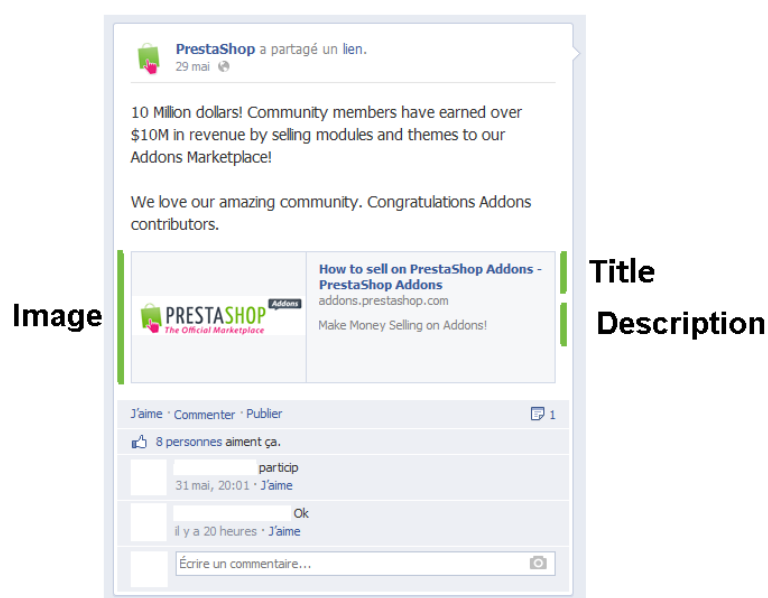 PrestaShop a partagé un lien.
29 mai
10 Million dollars! Community members have earned over
$10M in revenue by selling modules and themes to our
Addons Marketplace!
We love our amazing community. Congratulations Addons
contributors.
Image
PRESTASHOP Addons
The Official Marketplace
How to sell on PrestaShop Addons -
PrestaShop Addons
addons.prestashop.com
Make Money Selling on Addons!
Title
Description
J'aime · Commenter · Publier
1
8 personnes aiment ça.
particip
31 mai, 20:01 · J'aime
Ok
il y a 20 heures · J'aime
Écrire un commentaire...